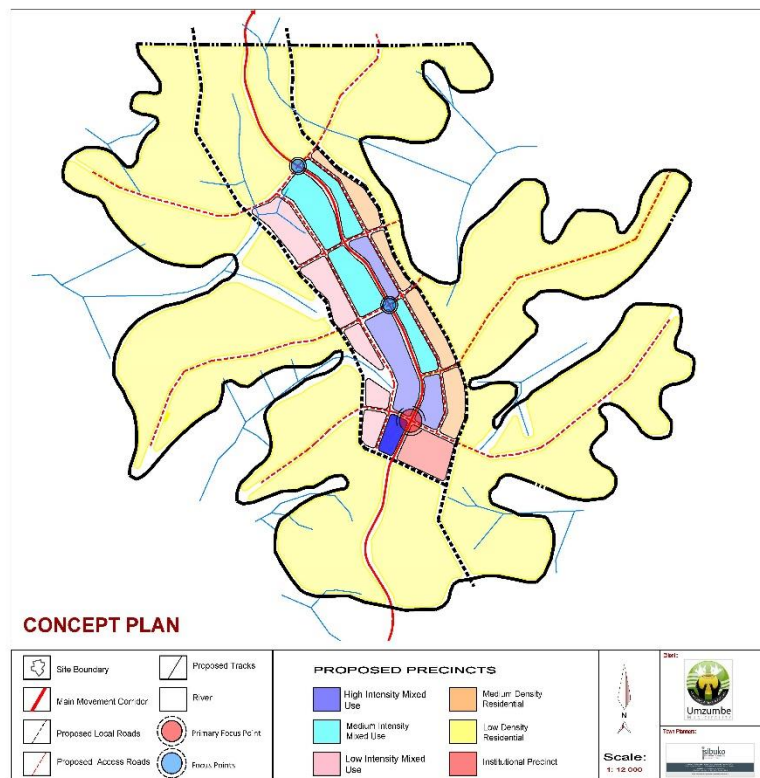 CONCEPT PLAN
Site Boundary
Main Movement Corridor
Proposed Local Roads
Proposed Access Roads
Proposed Tracks
River
Primary Focus Point
Focus Points
PROPOSED PRECINCTS
High Intensity Mixed
Use
Medium Intensity
Mixed Use
Low Intensity Mixed
Use
Medium Density
Residential
Low Density
Residential
Institutional Precinct
N
Scale:
1: 12 000
Client:
Umzumbe
Town Planners:
isibuko